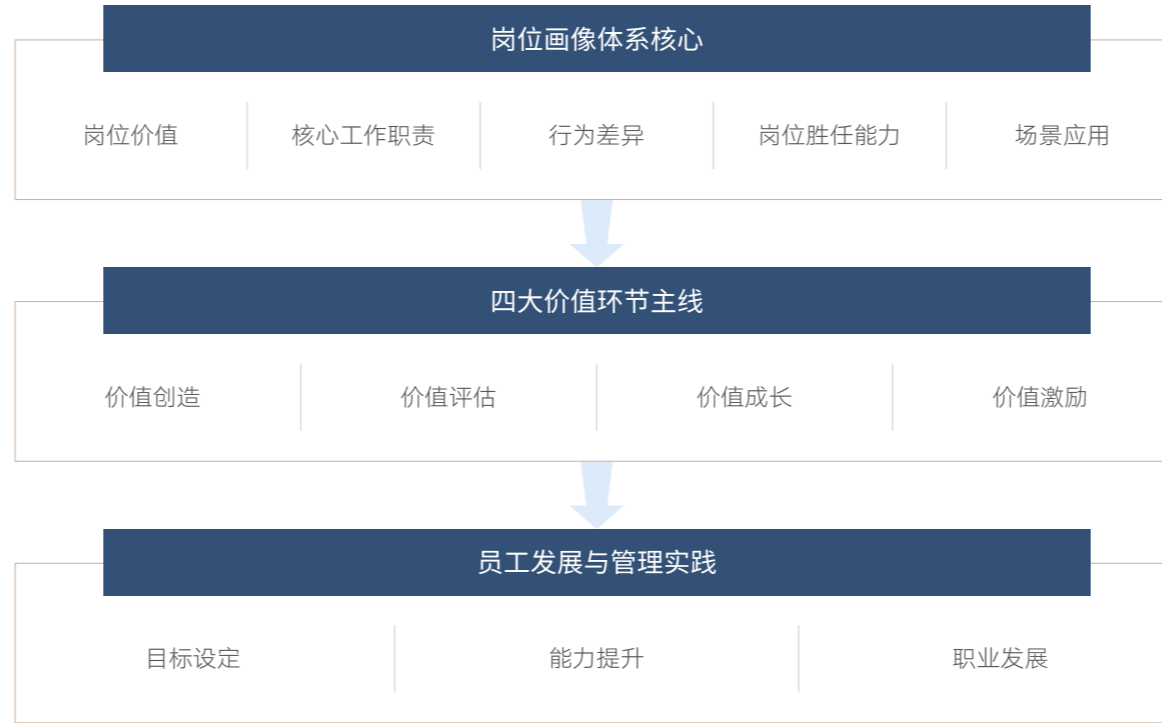 岗位画像体系核心
岗位价值 核心工作职责 行为差异 岗位胜任能力 场景应用
四大价值环节主线
价值创造 价值评估 价值成长 价值激励
员工发展与管理实践
目标设定 能力提升 职业发展